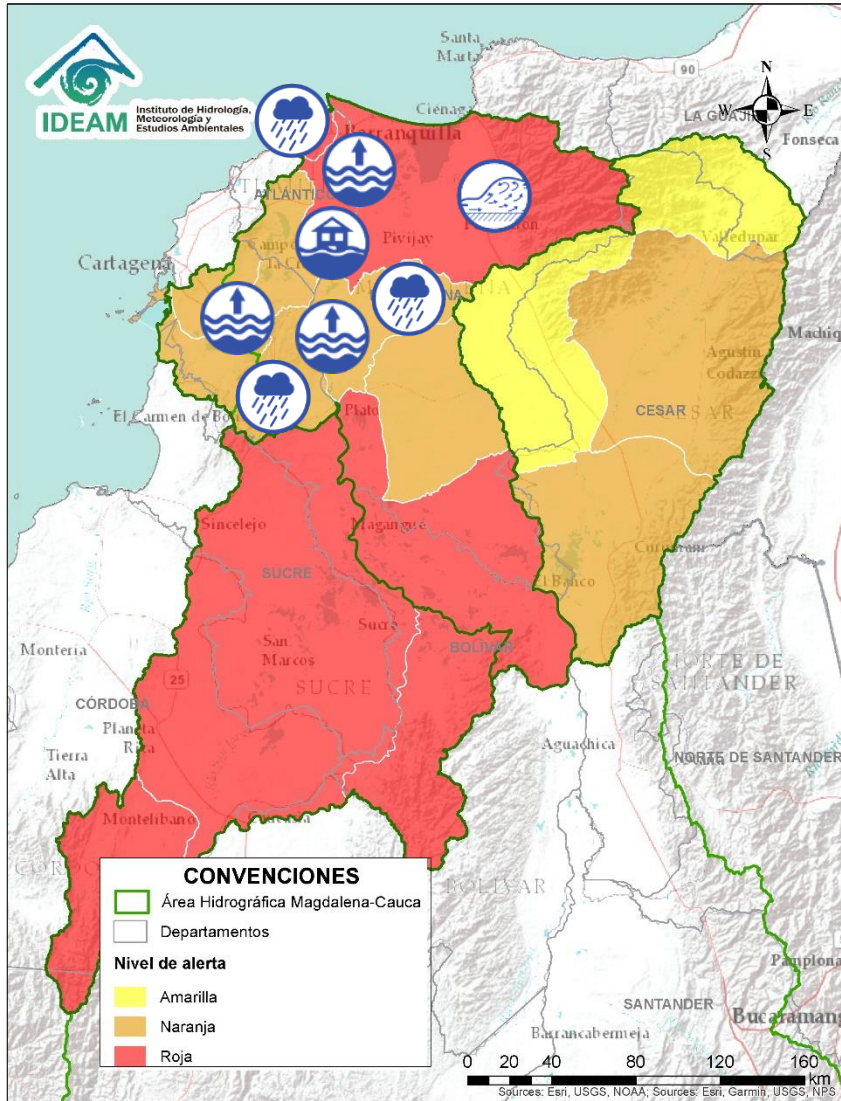 Santa
Marta
90
N
W
E
S
IDEAM
Instituto de Hidrología,
Meteorología y
Estudios Ambientales
Ciénaga
LA GUAJIRA
Fonseca
Barranquilla
ATLÁNTICO
Pivijay
Valledupar
Cartagena
Machiq
Agustín
Codazzi
El Carmen de Bo
Plato
CESAR
CESAR
Sincelejo
Magangué
SUCRE
Curumaní
El Banco
Sucre
Montería
San
Marcos
BOLÍVAR
25
SUCRE
NORTE DE
SANTANDER
CÓRDOBA
Planeta
Rica
Aguachica
NORTE DE SANTANDER
Tierra
Alta
Montelíbano
BOLÍVAR
CONVENCIONES
Área Hidrográfica Magdalena-Cauca
Departamentos
Nivel de alerta
Amarilla
Naranja
Roja
Pamplona
SANTANDER
Bucaramang
Barrancabermeja
0 20 40 80 120 160
km
Sources: Esri, USGS, NOAA; Sources: Esri, Garmin, USGS, NPS